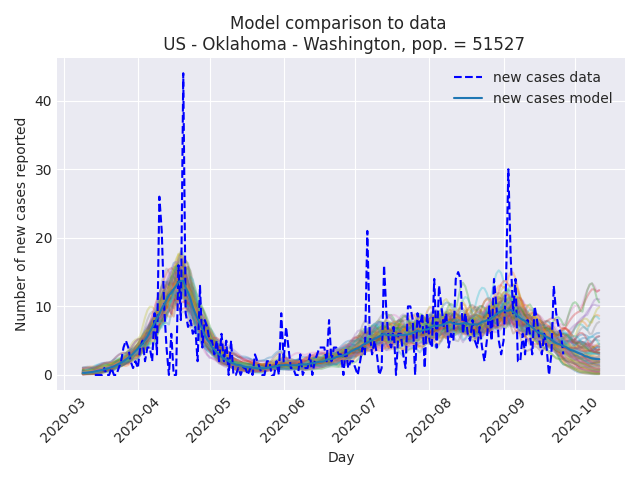 Model comparison to data
US - Oklahoma - Washington, pop. = 51527
new cases data
new cases model
Number of new cases reported
40
30
20
10
0
2020-03
2020-04
2020-05
2020-06
2020-07
2020-08
2020-09
2020-10
Day